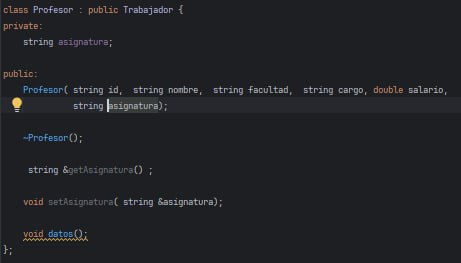 class Profesor : public Trabajador {
private:
string asignatura;
public:
Profesor( string id, string nombre, string facultad, string cargo, double salario,
string asignatura);
~Profesor();
string &getAsignatura() ;
void setAsignatura( string &asignatura);
void datos();
};